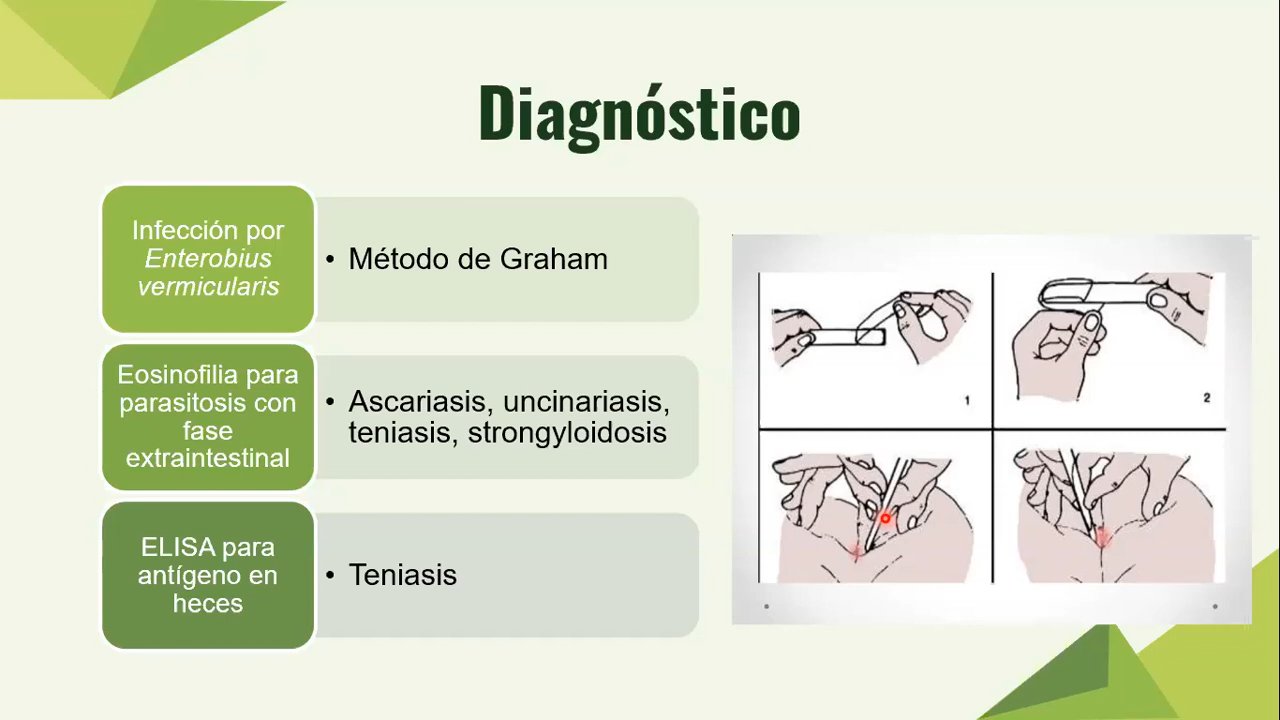 Diagnóstico
Infección por
Enterobius
vermicularis
• Método de Graham
Eosinofilia para
parasitosis con
fase
extraintestinal
• Ascariasis, uncinariasis,
teniasis, strongyloidosis
ELISA para
antígeno en
heces
• Teniasis
1
2